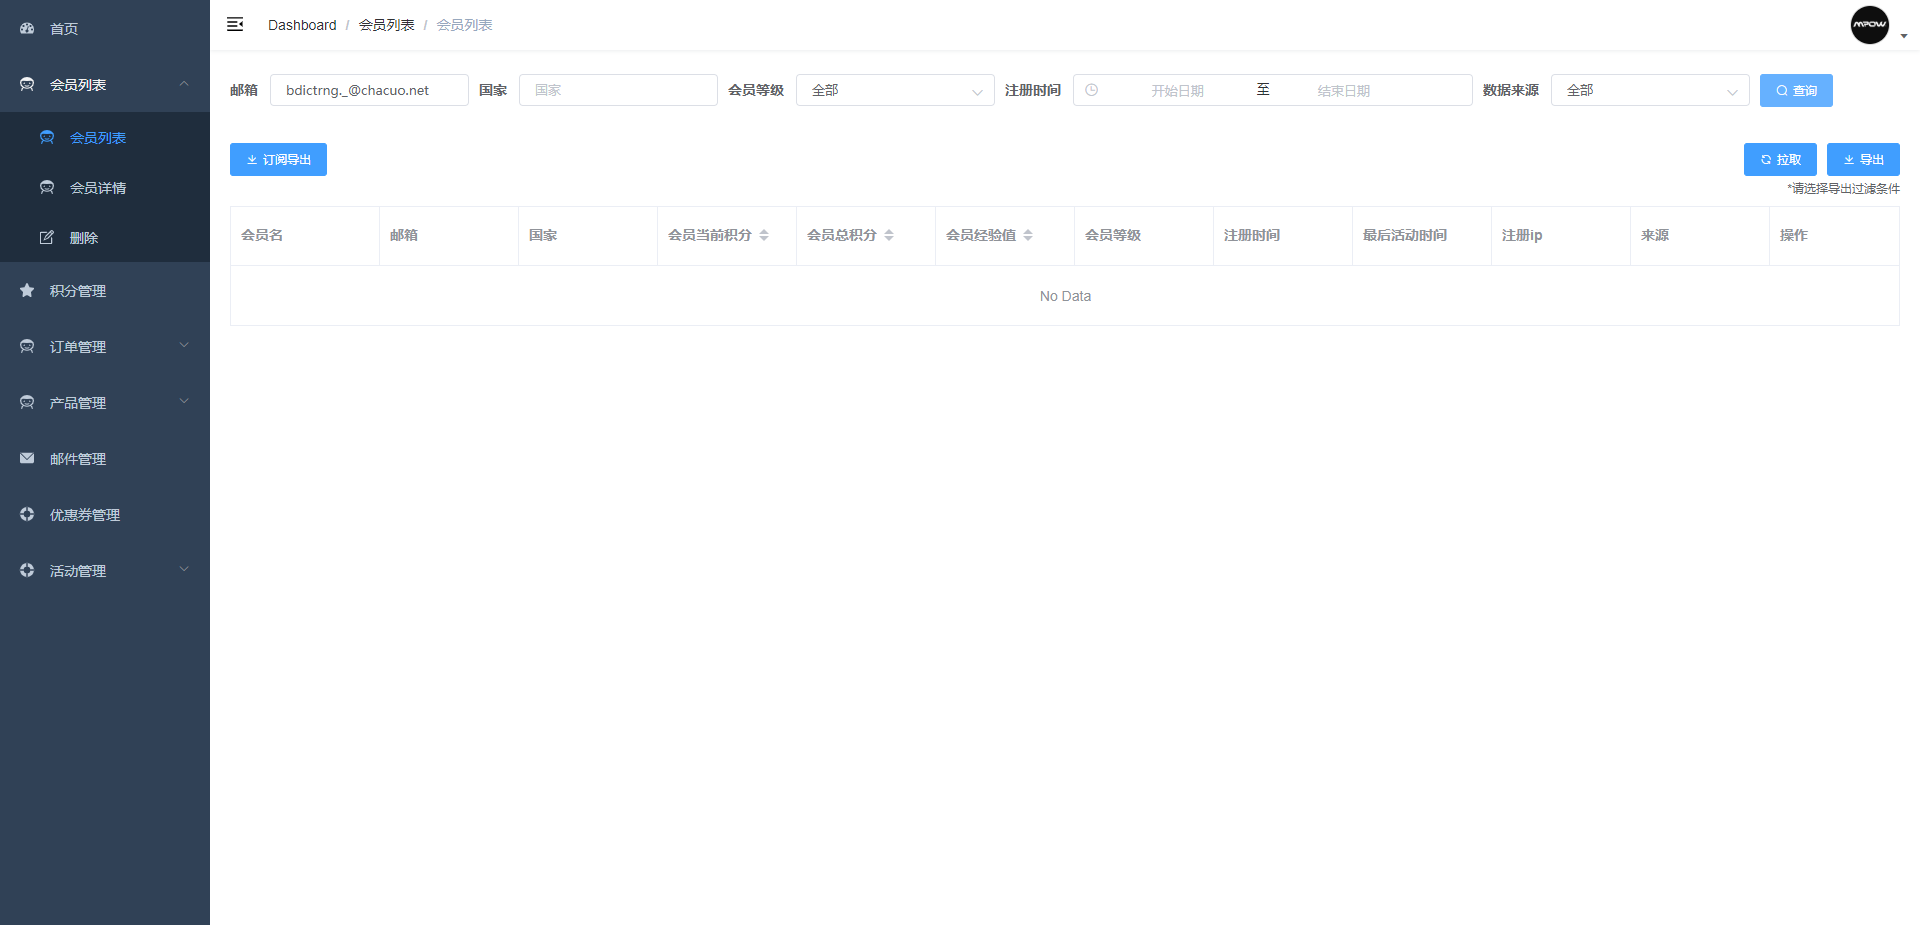 首页
会员列表
会员列表
会员详情
删除
积分管理
订单管理
产品管理
邮件管理
优惠券管理
活动管理
Dashboard / 会员列表 / 会员列表
MPOW
邮箱 bdictrng._@chacuo.net 国家 国家 会员等级 全部 注册时间 开始日期 至 结束日期 数据来源 全部 查询
订阅导出 拉取 导出
*请选择导出过滤条件
会员名 邮箱 国家 会员当前积分 会员总积分 会员经验值 会员等级 注册时间 最后活动时间 注册ip 来源 操作
No Data